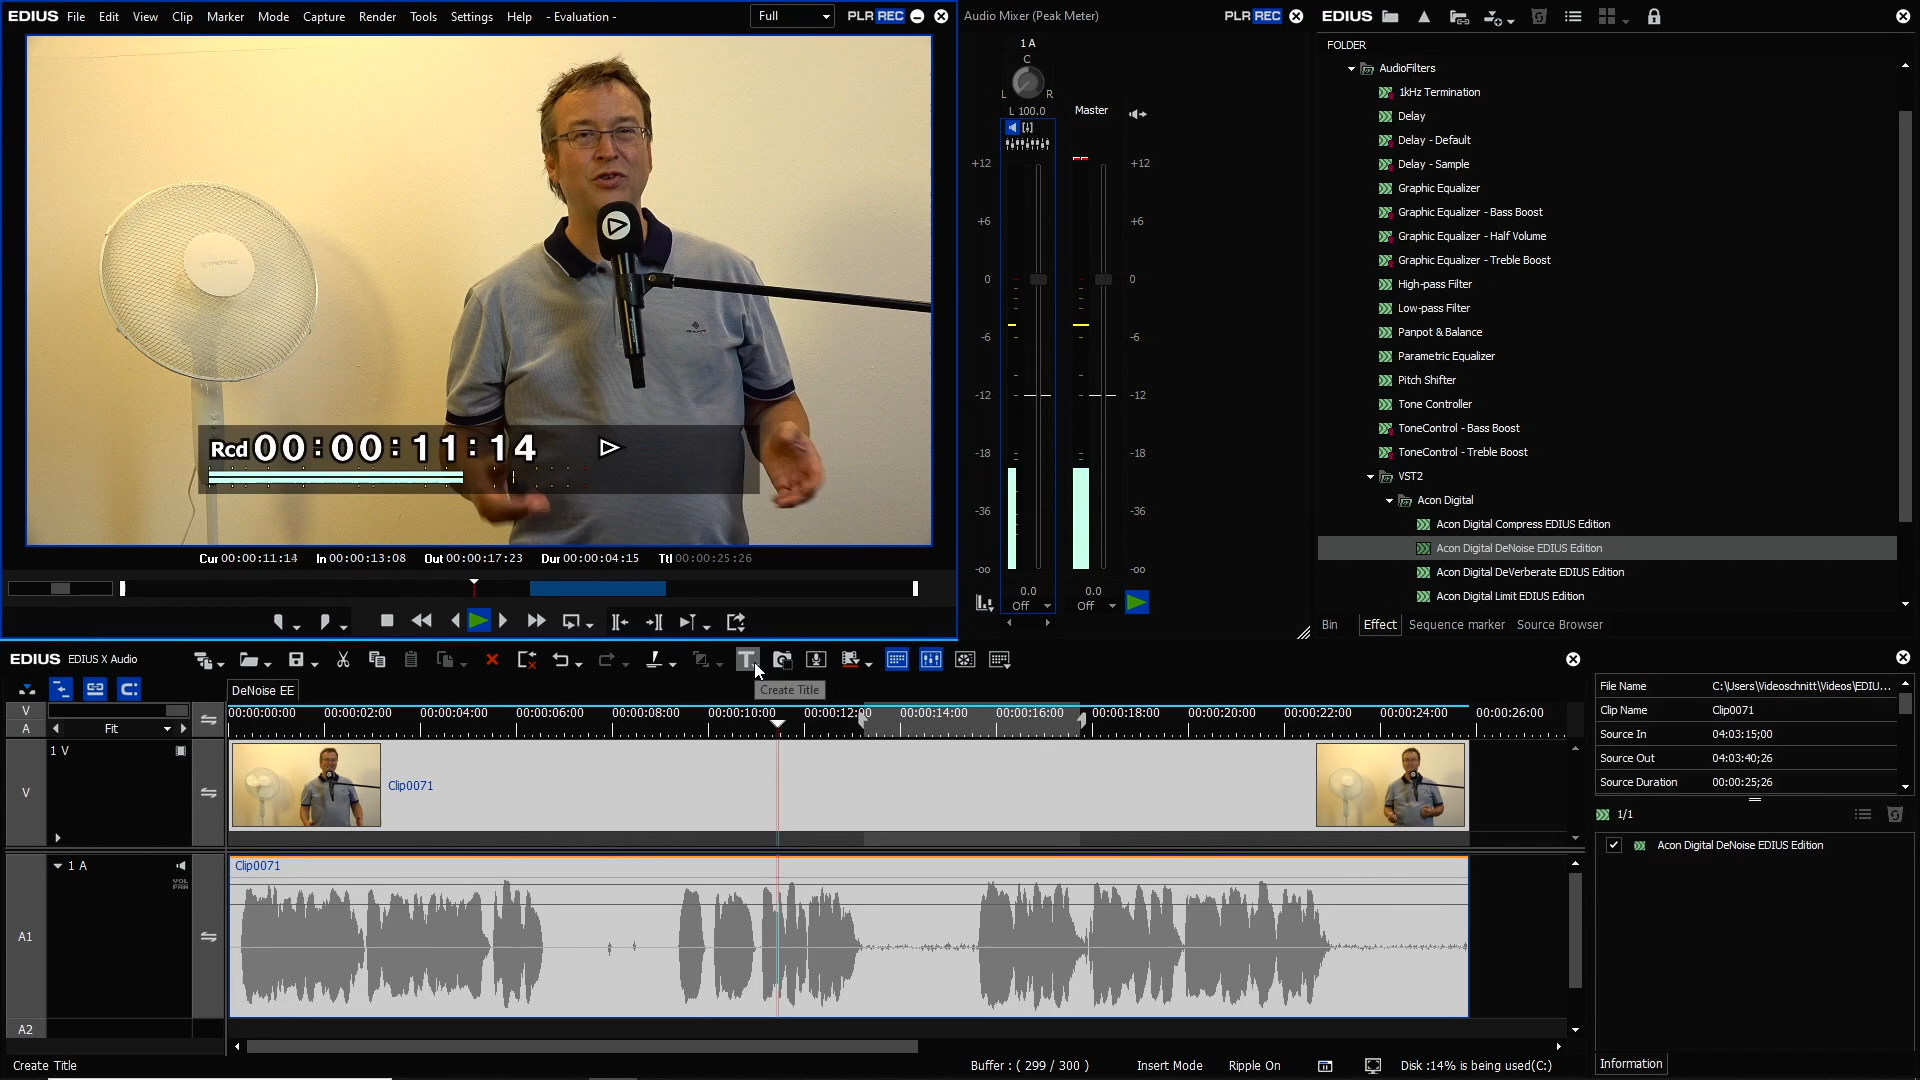 EDIUS File Edit View Clip Marker Mode Capture Render Tools Settings Help - Evaluation - Full PLR REC
Rcd 00:00:11:14
Cur 00:00:11:14 In 00:00:13:08 Out 00:00:17:23 Dur 00:00:04:15 Ttl 00:00:25:26
Audio Mixer (Peak Meter) PLR REC
1 A
C
L R
L 100.0
Master
+12 +12
+6 +6
0 0
-6 -6
-12 -12
-18 -18
-36 -36
-oo -oo
0.0 0.0
Off Off
EDIUS
FOLDER
AudioFilters
1kHz Termination
Delay
Delay - Default
Delay - Sample
Graphic Equalizer
Graphic Equalizer - Bass Boost
Graphic Equalizer - Half Volume
Graphic Equalizer - Treble Boost
High-pass Filter
Low-pass Filter
Panpot & Balance
Parametric Equalizer
Pitch Shifter
Tone Controller
ToneControl - Bass Boost
ToneControl - Treble Boost
VST2
Acon Digital
Acon Digital Compress EDIUS Edition
Acon Digital DeNoise EDIUS Edition
Acon Digital DeVerberate EDIUS Edition
Acon Digital Limit EDIUS Edition
Bin Effect Sequence marker Source Browser
EDIUS EDIUS X Audio
T
Create Title
DeNoise EE
V
A
Fit
00:00:00:00 00:00:02:00 00:00:04:00 00:00:06:00 00:00:08:00 00:00:10:00 00:00:12:00 00:00:14:00 00:00:16:00 00:00:18:00 00:00:20:00 00:00:22:00 00:00:24:00 00:00:26:00
1 V
V
Clip0071
1 A
VOL
PAN
Clip0071
A1
A2
File Name C:\Users\Videoschnitt\Videos\EDIU...
Clip Name Clip0071
Source In 04:03:15;00
Source Out 04:03:40;26
Source Duration 00:00:25;26
1/1
Acon Digital DeNoise EDIUS Edition
Information
Create Title Buffer : ( 299 / 300 ) Insert Mode Ripple On Disk :14% is being used(C:)